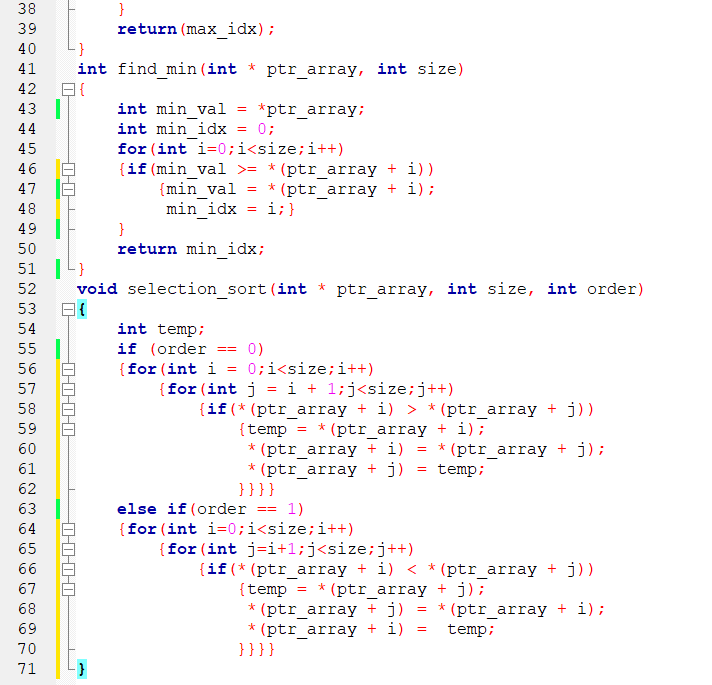 38 }
39 return(max_idx);
40 }
41 int find_min(int * ptr_array, int size)
42 {
43 int min_val = *ptr_array;
44 int min_idx = 0;
45 for(int i=0;i<size;i++)
46 {if(min_val >= *(ptr_array + i))
47 {min_val = *(ptr_array + i);
48 min_idx = i;}
49 }
50 return min_idx;
51 }
52 void selection_sort(int * ptr_array, int size, int order)
53 {
54 int temp;
55 if (order == 0)
56 {for(int i = 0;i<size;i++)
57 {for(int j = i + 1;j<size;j++)
58 {if(*(ptr_array + i) > *(ptr_array + j))
59 {temp = *(ptr_array + i);
60 *(ptr_array + i) = *(ptr_array + j);
61 *(ptr_array + j) = temp;
62 }}}}
63 else if(order == 1)
64 {for(int i=0;i<size;i++)
65 {for(int j=i+1;j<size;j++)
66 {if(*(ptr_array + i) < *(ptr_array + j))
67 {temp = *(ptr_array + j);
68 *(ptr_array + j) = *(ptr_array + i);
69 *(ptr_array + i) =  temp;
70 }}}}
71 }